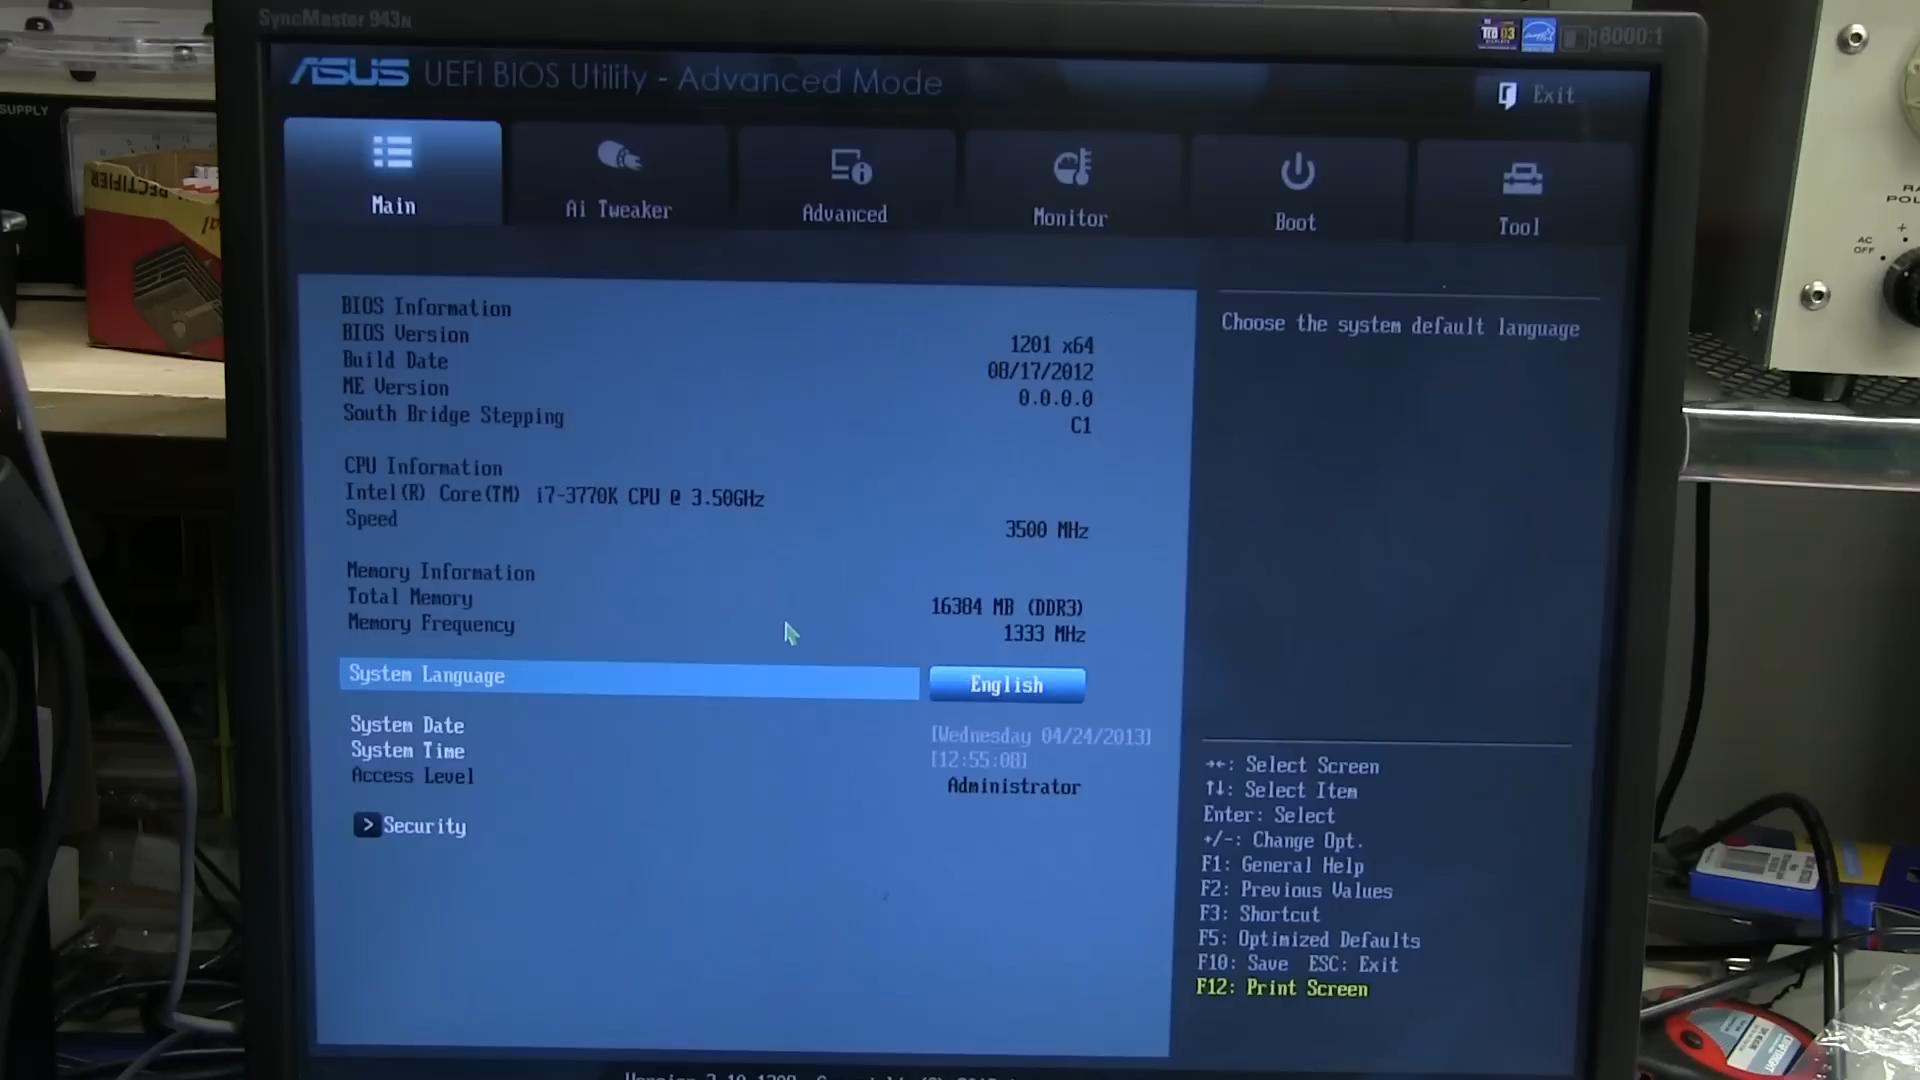 SyncMaster 943N
8000:1
SUPPLY
RECTIFIER
ASUS UEFI BIOS Utility - Advanced Mode
Exit
Main
Ai Tweaker
Advanced
Monitor
Boot
Tool
AC
OFF
BIOS Information
BIOS Version 1201 x64
Build Date 08/17/2012
ME Version 0.0.0.0
South Bridge Stepping C1
CPU Information
Intel(R) Core(TM) i7-3770K CPU @ 3.50GHz
Speed 3500 MHz
Memory Information
Total Memory 16384 MB (DDR3)
Memory Frequency 1333 MHz
System Language English
System Date [Wednesday 04/24/2013]
System Time [12:55:08]
Access Level Administrator
> Security
Choose the system default language
→←: Select Screen
↑↓: Select Item
Enter: Select
+/-: Change Opt.
F1: General Help
F2: Previous Values
F3: Shortcut
F5: Optimized Defaults
F10: Save ESC: Exit
F12: Print Screen